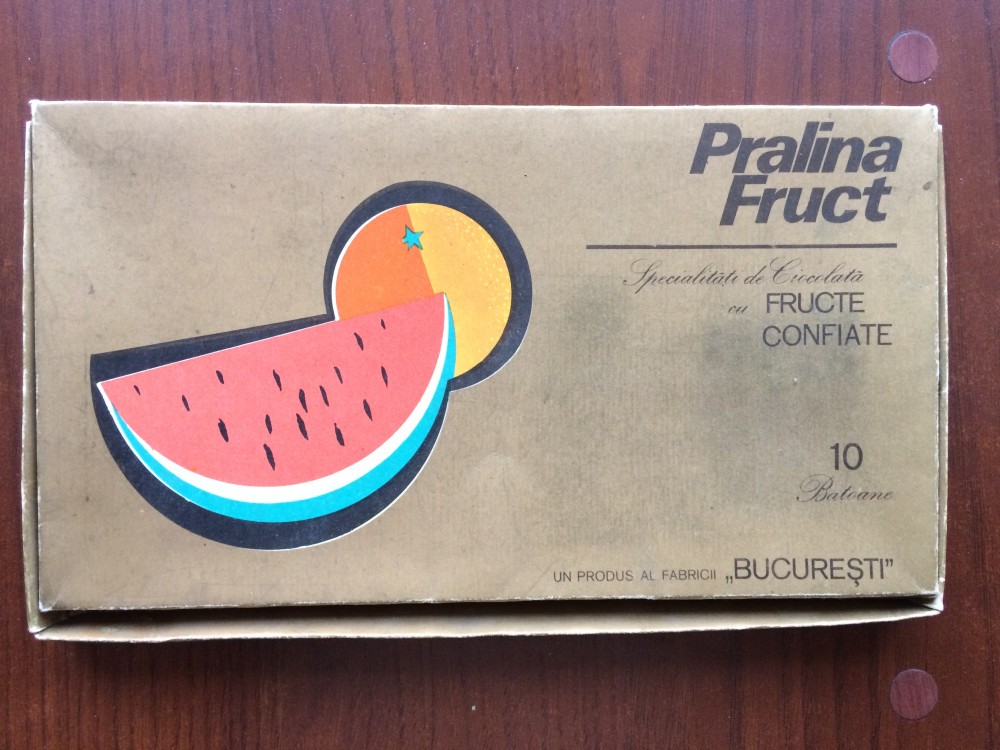 Pralina
Fruct
Specialități de Ciocolată
cu FRUCTE
CONFIATE
10
Batoane
UN PRODUS AL FABRICII „BUCUREȘTI”